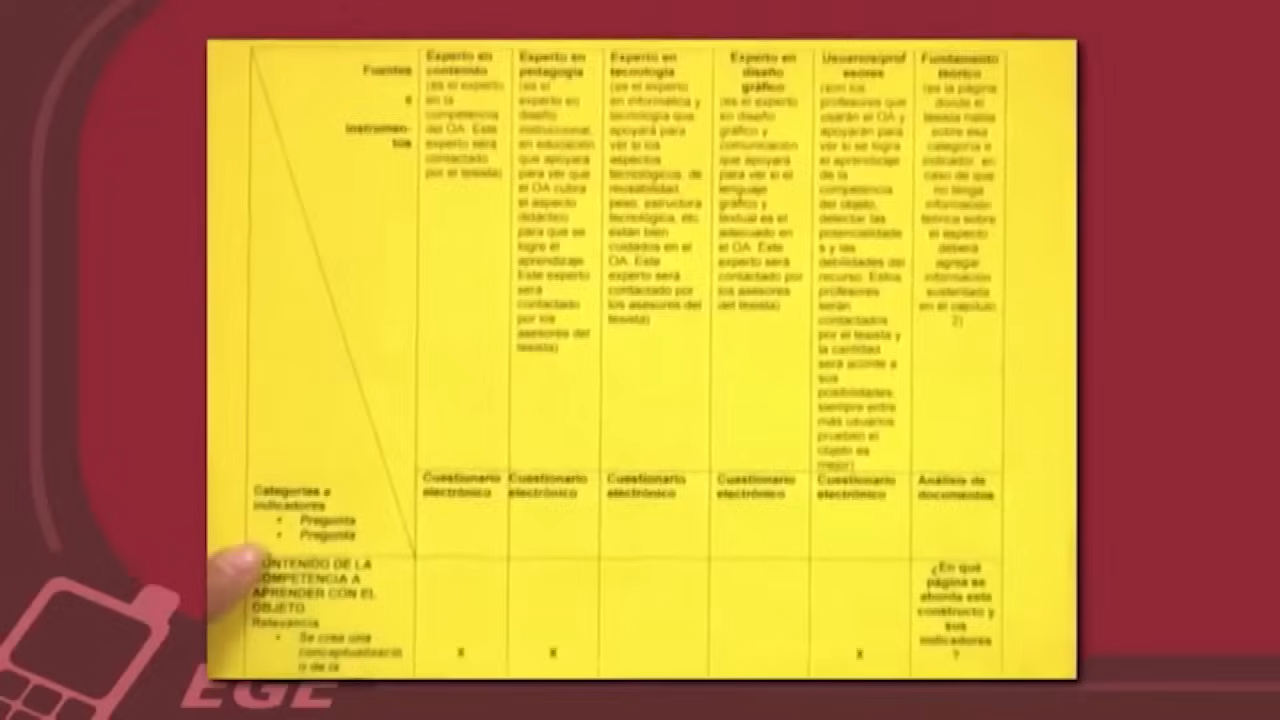 Fuentes
e
Instrumen-
tos
Categorías e
indicadores
• Pregunta
• Pregunta
Experto en
contenido
(es el experto
en la
competencia
del OA. Este
experto será
contactado
por el tesista)
Experto en
pedagogía
(es el
experto en
diseño
instruccional,
en educación
que apoyará
para ver que
el OA cubra
el aspecto
didáctico
para que se
logre el
aprendizaje.
Este experto
será
contactado
por los
asesores del
tesista)
Experto en
tecnología
(es el experto
en informática y
tecnología que
apoyará para
ver si los
aspectos
tecnológicos, de
reusabilidad,
peso, estructura
tecnológica, etc.
están bien
cuidados en el
OA. Este
experto será
contactado por
los asesores del
tesista)
Experto en
diseño
gráfico
(es el experto
en diseño
gráfico y
comunicación
que apoyará
para ver si el
lenguaje
gráfico y
textual es el
adecuado en
el OA. Este
experto será
contactado por
los asesores
del tesista)
Usuarios/prof
esores
(son los
profesores que
usarán el OA y
apoyarán para
ver si se logra
el aprendizaje
de la
competencia
del objeto,
detectar las
potencialidade
s y las
debilidades del
recurso. Estos
profesores
serán
contactados
por el tesista y
la cantidad
será acorde a
sus
posibilidades,
siempre entre
más usuarios
prueben el
objeto es
mejor)
Fundamento
teórico
(es la página
donde el
tesista habla
sobre esa
categoría e
indicador, en
caso de que
no tenga
información
teórica sobre
el aspecto
deberá
agregar
información
sustentada
en el capítulo
2)
Cuestionario
electrónico
Cuestionario
electrónico
Cuestionario
electrónico
Cuestionario
electrónico
Cuestionario
electrónico
Análisis de
documentos
CONTENIDO DE LA
COMPETENCIA A
APRENDER CON EL
OBJETO
Relevancia
• Se crea una
conceptualizació
n de la
X
X
X
¿En qué
página se
aborda este
constructo y
sus
indicadores
?
EGE